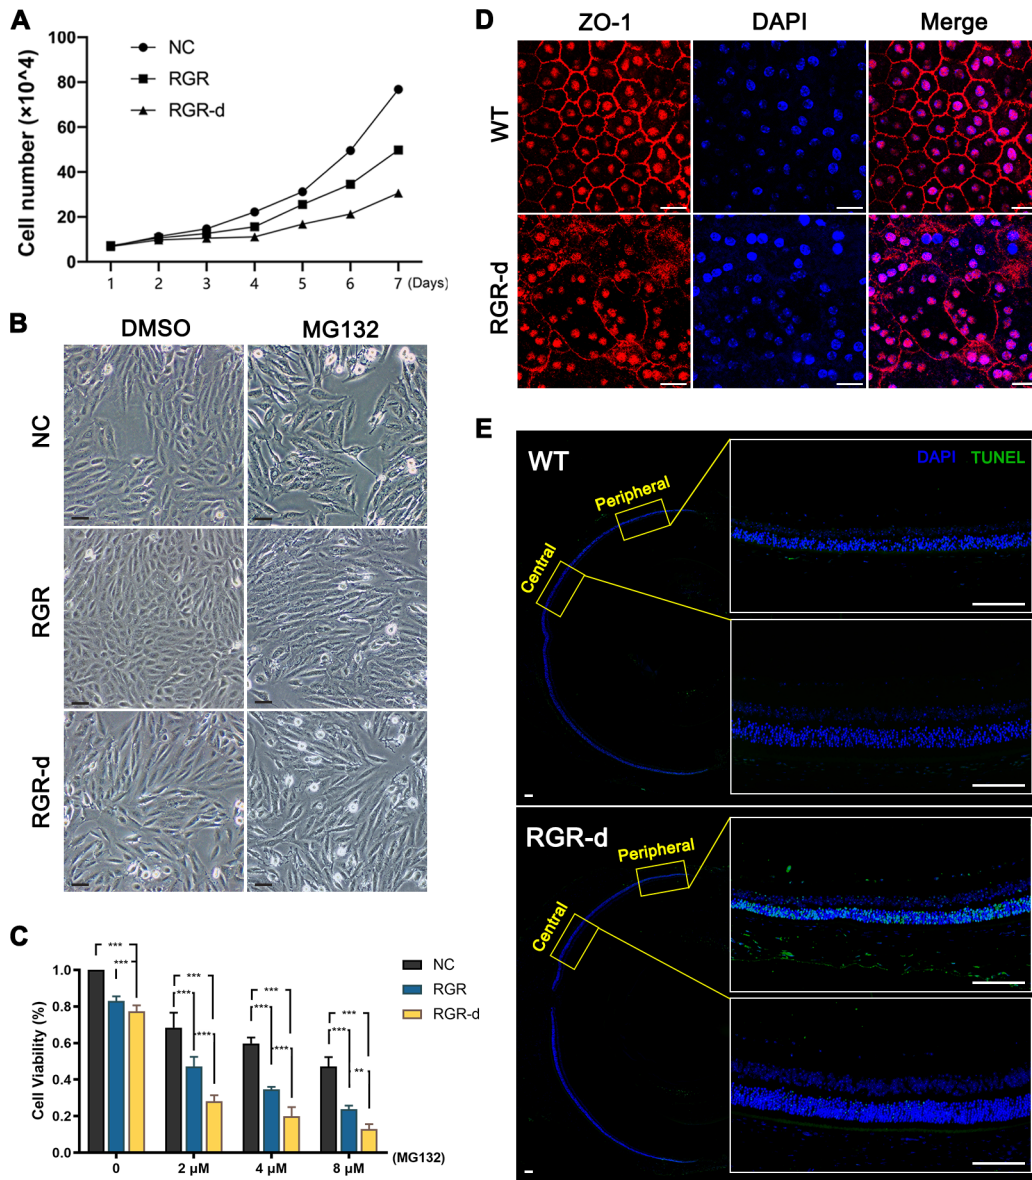 A
Cell number (×10^4)
100
80
60
40
20
0
NC
RGR
RGR-d
1 2 3 4 5 6 7 (Days)
B
DMSO MG132
NC
RGR
RGR-d
C
Cell Viability (%)
1.0
0.8
0.6
0.4
0.2
0.0
*** ***
*** *** ***
*** *** ***
*** *** **
NC
RGR
RGR-d
0 2 μM 4 μM 8 μM (MG132)
D
ZO-1 DAPI Merge
WT
RGR-d
E
WT
DAPI TUNEL
Peripheral
Central
RGR-d
Peripheral
Central